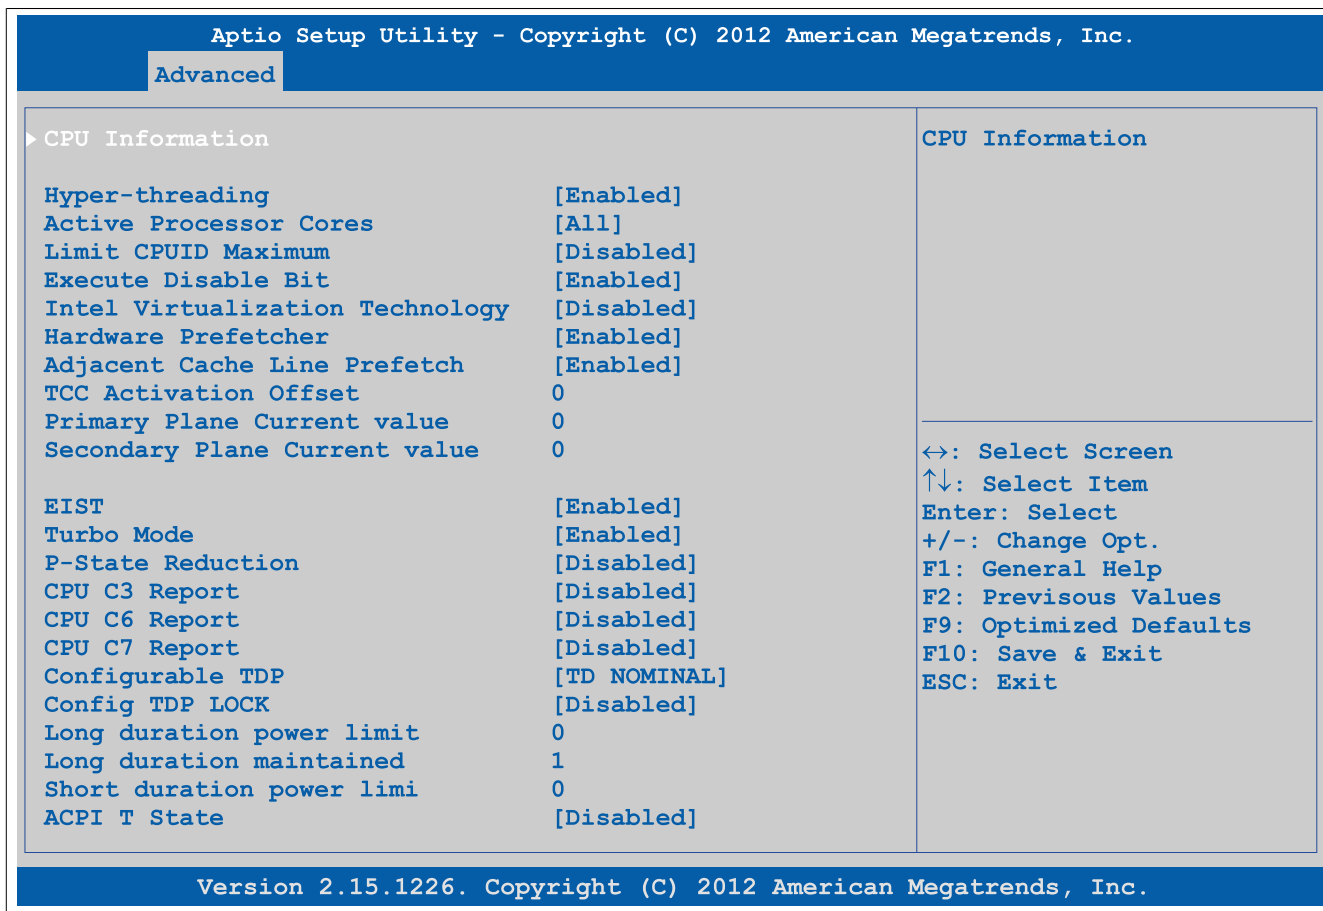 Aptio Setup Utility - Copyright (C) 2012 American Megatrends, Inc.
Advanced
CPU Information
Hyper-threading [Enabled]
Active Processor Cores [All]
Limit CPUID Maximum [Disabled]
Execute Disable Bit [Enabled]
Intel Virtualization Technology [Disabled]
Hardware Prefetcher [Enabled]
Adjacent Cache Line Prefetch [Enabled]
TCC Activation Offset 0
Primary Plane Current value 0
Secondary Plane Current value 0
EIST [Enabled]
Turbo Mode [Enabled]
P-State Reduction [Disabled]
CPU C3 Report [Disabled]
CPU C6 Report [Disabled]
CPU C7 Report [Disabled]
Configurable TDP [TD NOMINAL]
Config TDP LOCK [Disabled]
Long duration power limit 0
Long duration maintained 1
Short duration power limi 0
ACPI T State [Disabled]
CPU Information
↔: Select Screen
↑↓: Select Item
Enter: Select
+/-: Change Opt.
F1: General Help
F2: Previsous Values
F9: Optimized Defaults
F10: Save & Exit
ESC: Exit
Version 2.15.1226. Copyright (C) 2012 American Megatrends, Inc.